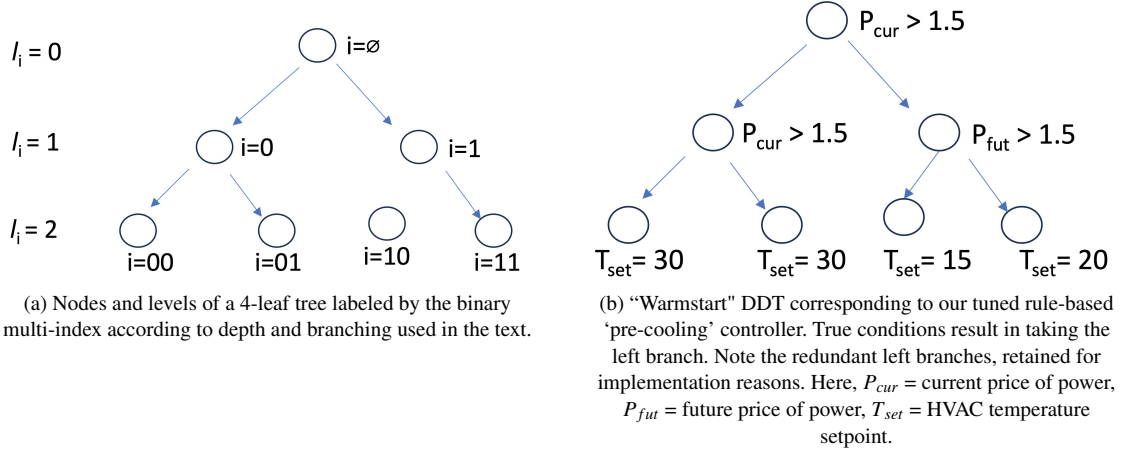 lᵢ = 0
i=∅
lᵢ = 1
i=0
i=1
lᵢ = 2
i=00
i=01
i=10
i=11
(a) Nodes and levels of a 4-leaf tree labeled by the binary
multi-index according to depth and branching used in the text.
P_cur > 1.5
P_cur > 1.5
P_fut > 1.5
T_set= 30
T_set= 30
T_set= 15
T_set= 20
(b) “Warmstart" DDT corresponding to our tuned rule-based
‘pre-cooling’ controller. True conditions result in taking the
left branch. Note the redundant left branches, retained for
implementation reasons. Here, P_cur = current price of power,
P_fut = future price of power, T_set = HVAC temperature
setpoint.